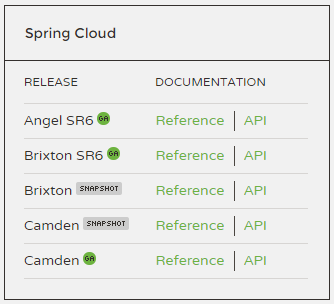 Spring Cloud
RELEASE DOCUMENTATION
Angel SR6 GA Reference API
Brixton SR6 GA Reference API
Brixton SNAPSHOT Reference API
Camden SNAPSHOT Reference API
Camden GA Reference API